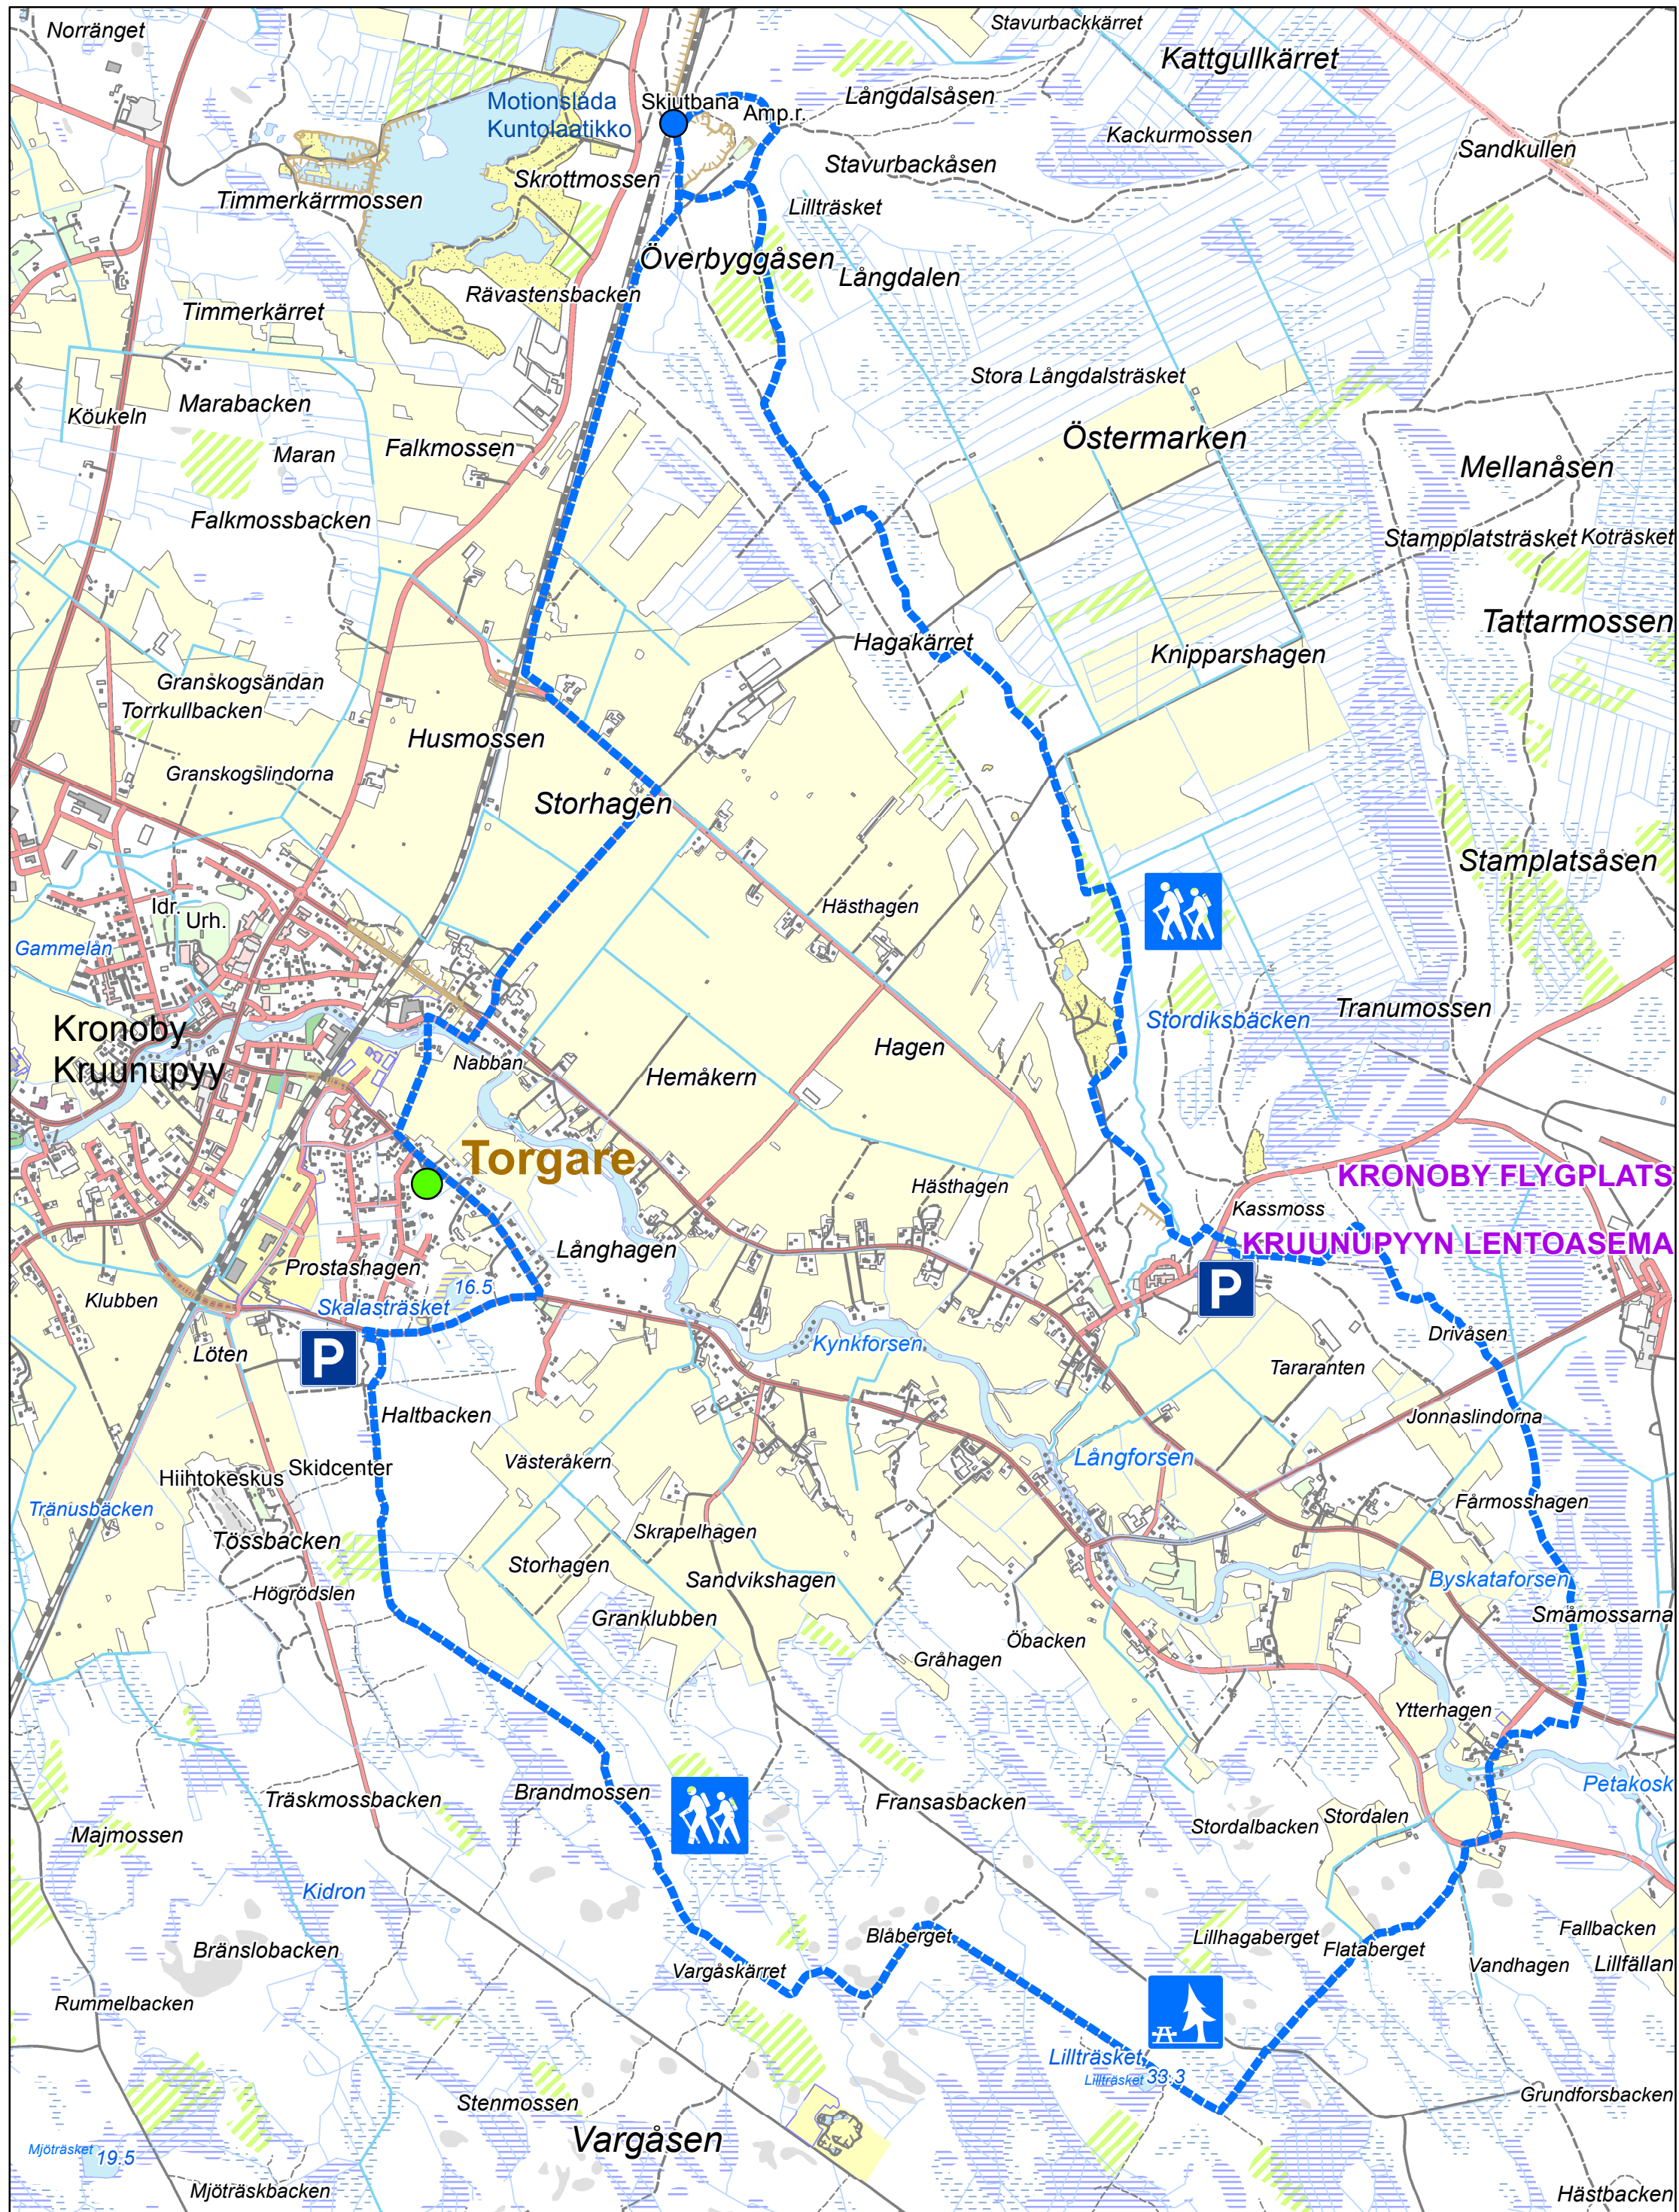 Norränget
Stavurbackkärret
Kattgullkärret
Motionslåda
Kuntolaatikko
Skjutbana
Amp.r.
Långdalsåsen
Kackurmossen
Sandkullen
Skrottmossen
Stavurbackåsen
Timmerkärrmossen
Lillträsket
Överbyggåsen
Långdalen
Rävastensbacken
Timmerkärret
Stora Långdalsträsket
Köukeln
Marabacken
Maran
Falkmossen
Östermarken
Mellanåsen
Falkmossbacken
Stampplatsträsket
Koträsket
Tattarmossen
Hagakärret
Knipparshagen
Granskogsändan
Torrkullbacken
Husmossen
Granskogslindorna
Storhagen
Stamplatsåsen
Idr.
Urh.
Hästhagen
Gammelån
Tranumossen
Stordiksbäcken
Kronoby
Kruunupyy
Nabban
Hagen
Hemåkern
Torgare
KRONOBY FLYGPLATS
Hästhagen
Kassmoss
KRUUNUPYYN LENTOASEMA
Långhagen
Prostashagen
16.5
Klubben
Skalasträsket
P
P
Löten
Kynkforsen
Drivåsen
Tararanten
Haltbacken
Jonnaslindorna
Västeråkern
Långforsen
Hiihtokeskus
Skidcenter
Tränusbäcken
Fårmosshagen
Tössbacken
Skrapelhagen
Storhagen
Sandvikshagen
Byskataforsen
Högrödslen
Granklubben
Småmossarna
Öbacken
Gråhagen
Ytterhagen
Träskmossbacken
Brandmossen
Fransasbacken
Petakosk
Stordalbacken
Stordalen
Majmossen
Kidron
Bränslobacken
Blåberget
Lillhagaberget
Flataberget
Fallbacken
Vandhagen
Lillfällan
Vargåskärret
Rummelbacken
Lillträsket
Lillträsket 33.3
Grundforsbacken
Stenmossen
Vargåsen
Mjöträsket 19.5
Mjöträskbacken
Hästbacken